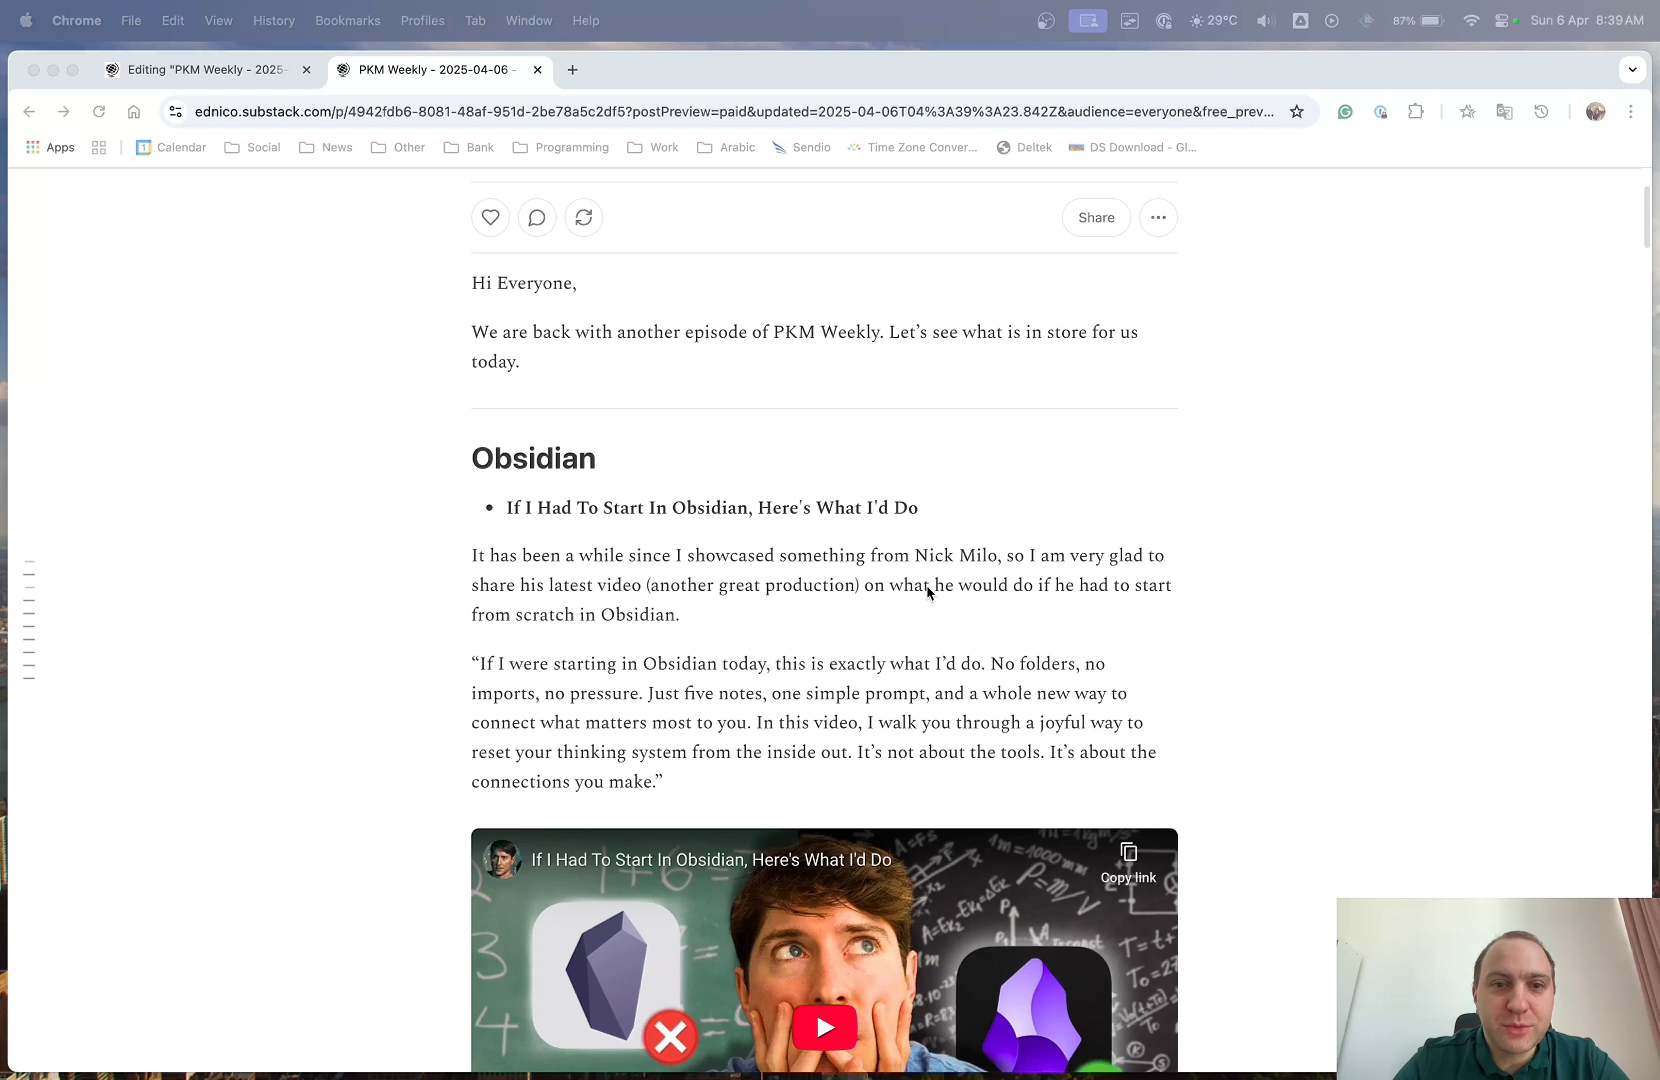 Chrome File Edit View History Bookmarks Profiles Tab Window Help 29°C 87% Sun 6 Apr 8:39 AM
Editing "PKM Weekly - 2025- PKM Weekly - 2025-04-06 -
ednico.substack.com/p/4942fdb6-8081-48af-951d-2be78a5c2df5?postPreview=paid&updated=2025-04-06T04%3A39%3A23.842Z&audience=everyone&free_prev...
Apps Calendar Social News Other Bank Programming Work Arabic Sendio Time Zone Conver... Deltek DS Download - Gl...
Share
Hi Everyone,
We are back with another episode of PKM Weekly. Let’s see what is in store for us
today.
Obsidian
• If I Had To Start In Obsidian, Here's What I'd Do
It has been a while since I showcased something from Nick Milo, so I am very glad to
share his latest video (another great production) on what he would do if he had to start
from scratch in Obsidian.
“If I were starting in Obsidian today, this is exactly what I’d do. No folders, no
imports, no pressure. Just five notes, one simple prompt, and a whole new way to
connect what matters most to you. In this video, I walk you through a joyful way to
reset your thinking system from the inside out. It’s not about the tools. It’s about the
connections you make.”
If I Had To Start In Obsidian, Here's What I'd Do
Copy link